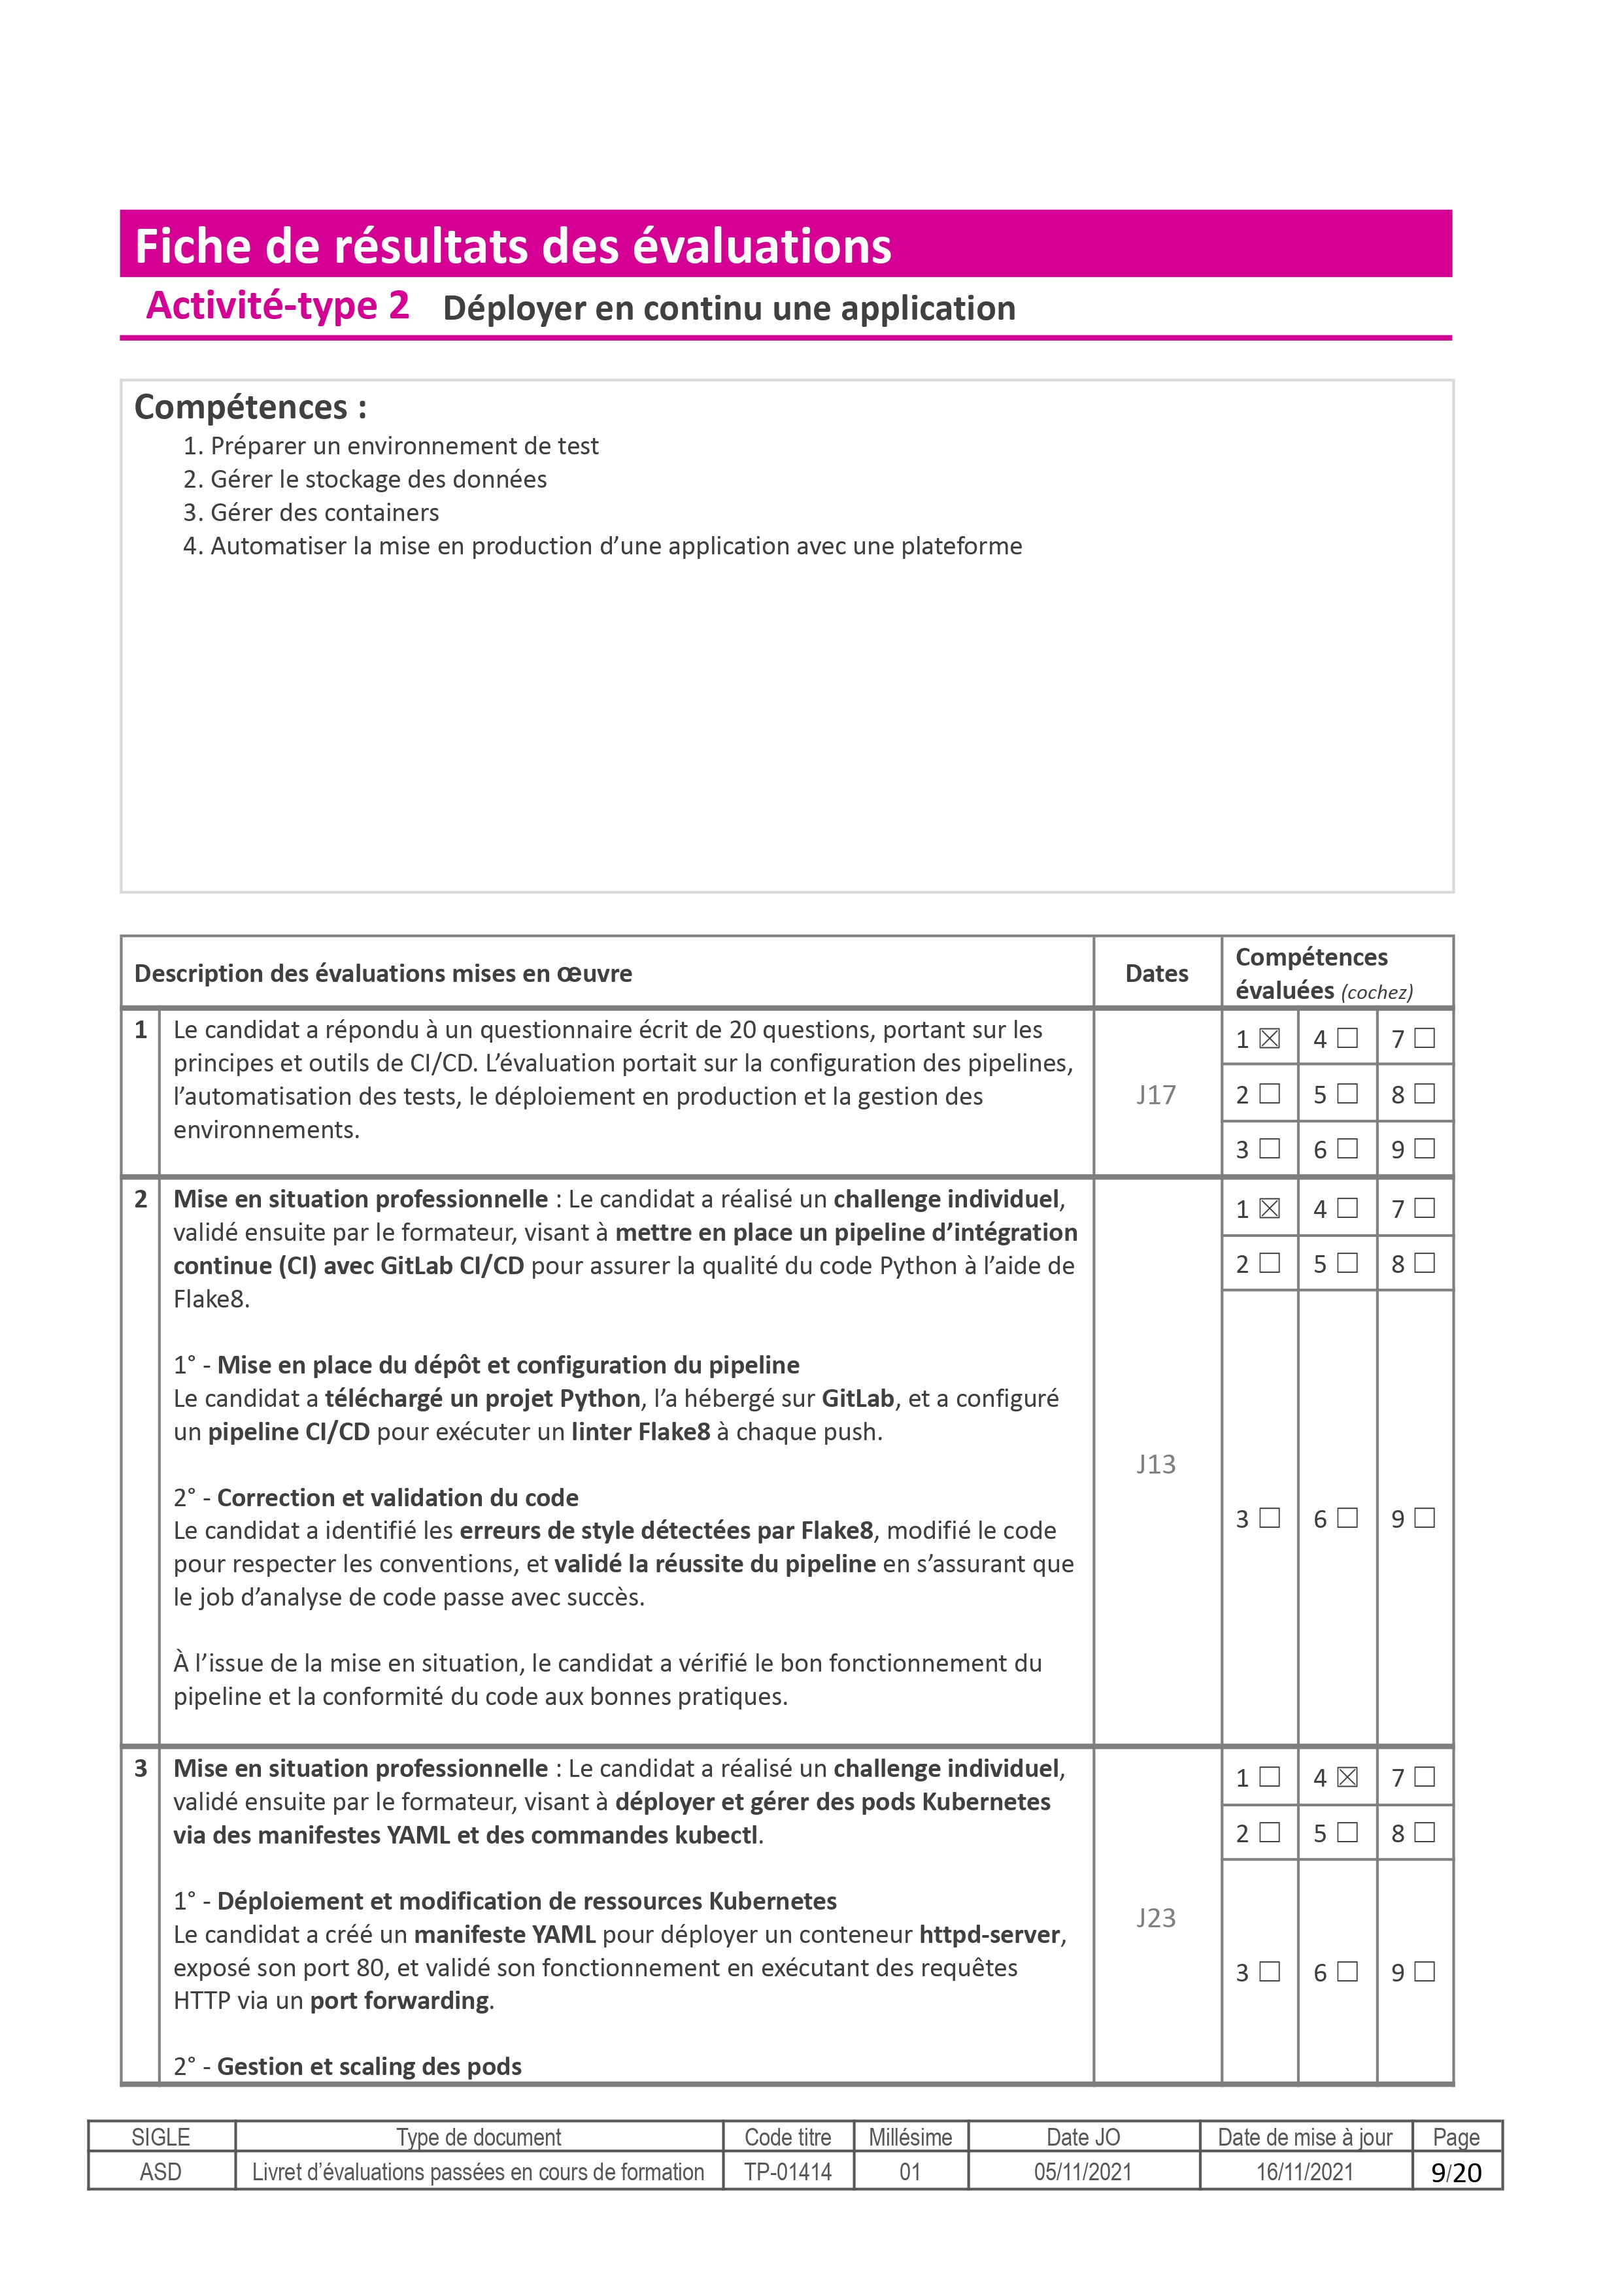 Fiche de résultats des évaluations
Activité-type 2 Déployer en continu une application
Compétences :
1. Préparer un environnement de test
2. Gérer le stockage des données
3. Gérer des containers
4. Automatiser la mise en production d’une application avec une plateforme
Description des évaluations mises en œuvre
Dates
Compétences
évaluées (cochez)
1
Le candidat a répondu à un questionnaire écrit de 20 questions, portant sur les
principes et outils de CI/CD. L’évaluation portait sur la configuration des pipelines,
l’automatisation des tests, le déploiement en production et la gestion des
environnements.
J17
1 ☒ 4 ☐ 7 ☐
2 ☐ 5 ☐ 8 ☐
3 ☐ 6 ☐ 9 ☐
2
Mise en situation professionnelle : Le candidat a réalisé un challenge individuel,
validé ensuite par le formateur, visant à mettre en place un pipeline d’intégration
continue (CI) avec GitLab CI/CD pour assurer la qualité du code Python à l’aide de
Flake8.
1° - Mise en place du dépôt et configuration du pipeline
Le candidat a téléchargé un projet Python, l’a hébergé sur GitLab, et a configuré
un pipeline CI/CD pour exécuter un linter Flake8 à chaque push.
2° - Correction et validation du code
Le candidat a identifié les erreurs de style détectées par Flake8, modifié le code
pour respecter les conventions, et validé la réussite du pipeline en s’assurant que
le job d’analyse de code passe avec succès.
À l’issue de la mise en situation, le candidat a vérifié le bon fonctionnement du
pipeline et la conformité du code aux bonnes pratiques.
J13
1 ☒ 4 ☐ 7 ☐
2 ☐ 5 ☐ 8 ☐
3 ☐ 6 ☐ 9 ☐
3
Mise en situation professionnelle : Le candidat a réalisé un challenge individuel,
validé ensuite par le formateur, visant à déployer et gérer des pods Kubernetes
via des manifestes YAML et des commandes kubectl.
1° - Déploiement et modification de ressources Kubernetes
Le candidat a créé un manifeste YAML pour déployer un conteneur httpd-server,
exposé son port 80, et validé son fonctionnement en exécutant des requêtes
HTTP via un port forwarding.
2° - Gestion et scaling des pods
J23
1 ☐ 4 ☒ 7 ☐
2 ☐ 5 ☐ 8 ☐
3 ☐ 6 ☐ 9 ☐
SIGLE Type de document Code titre Millésime Date JO Date de mise à jour Page
ASD Livret d’évaluations passées en cours de formation TP-01414 01 05/11/2021 16/11/2021 9/20